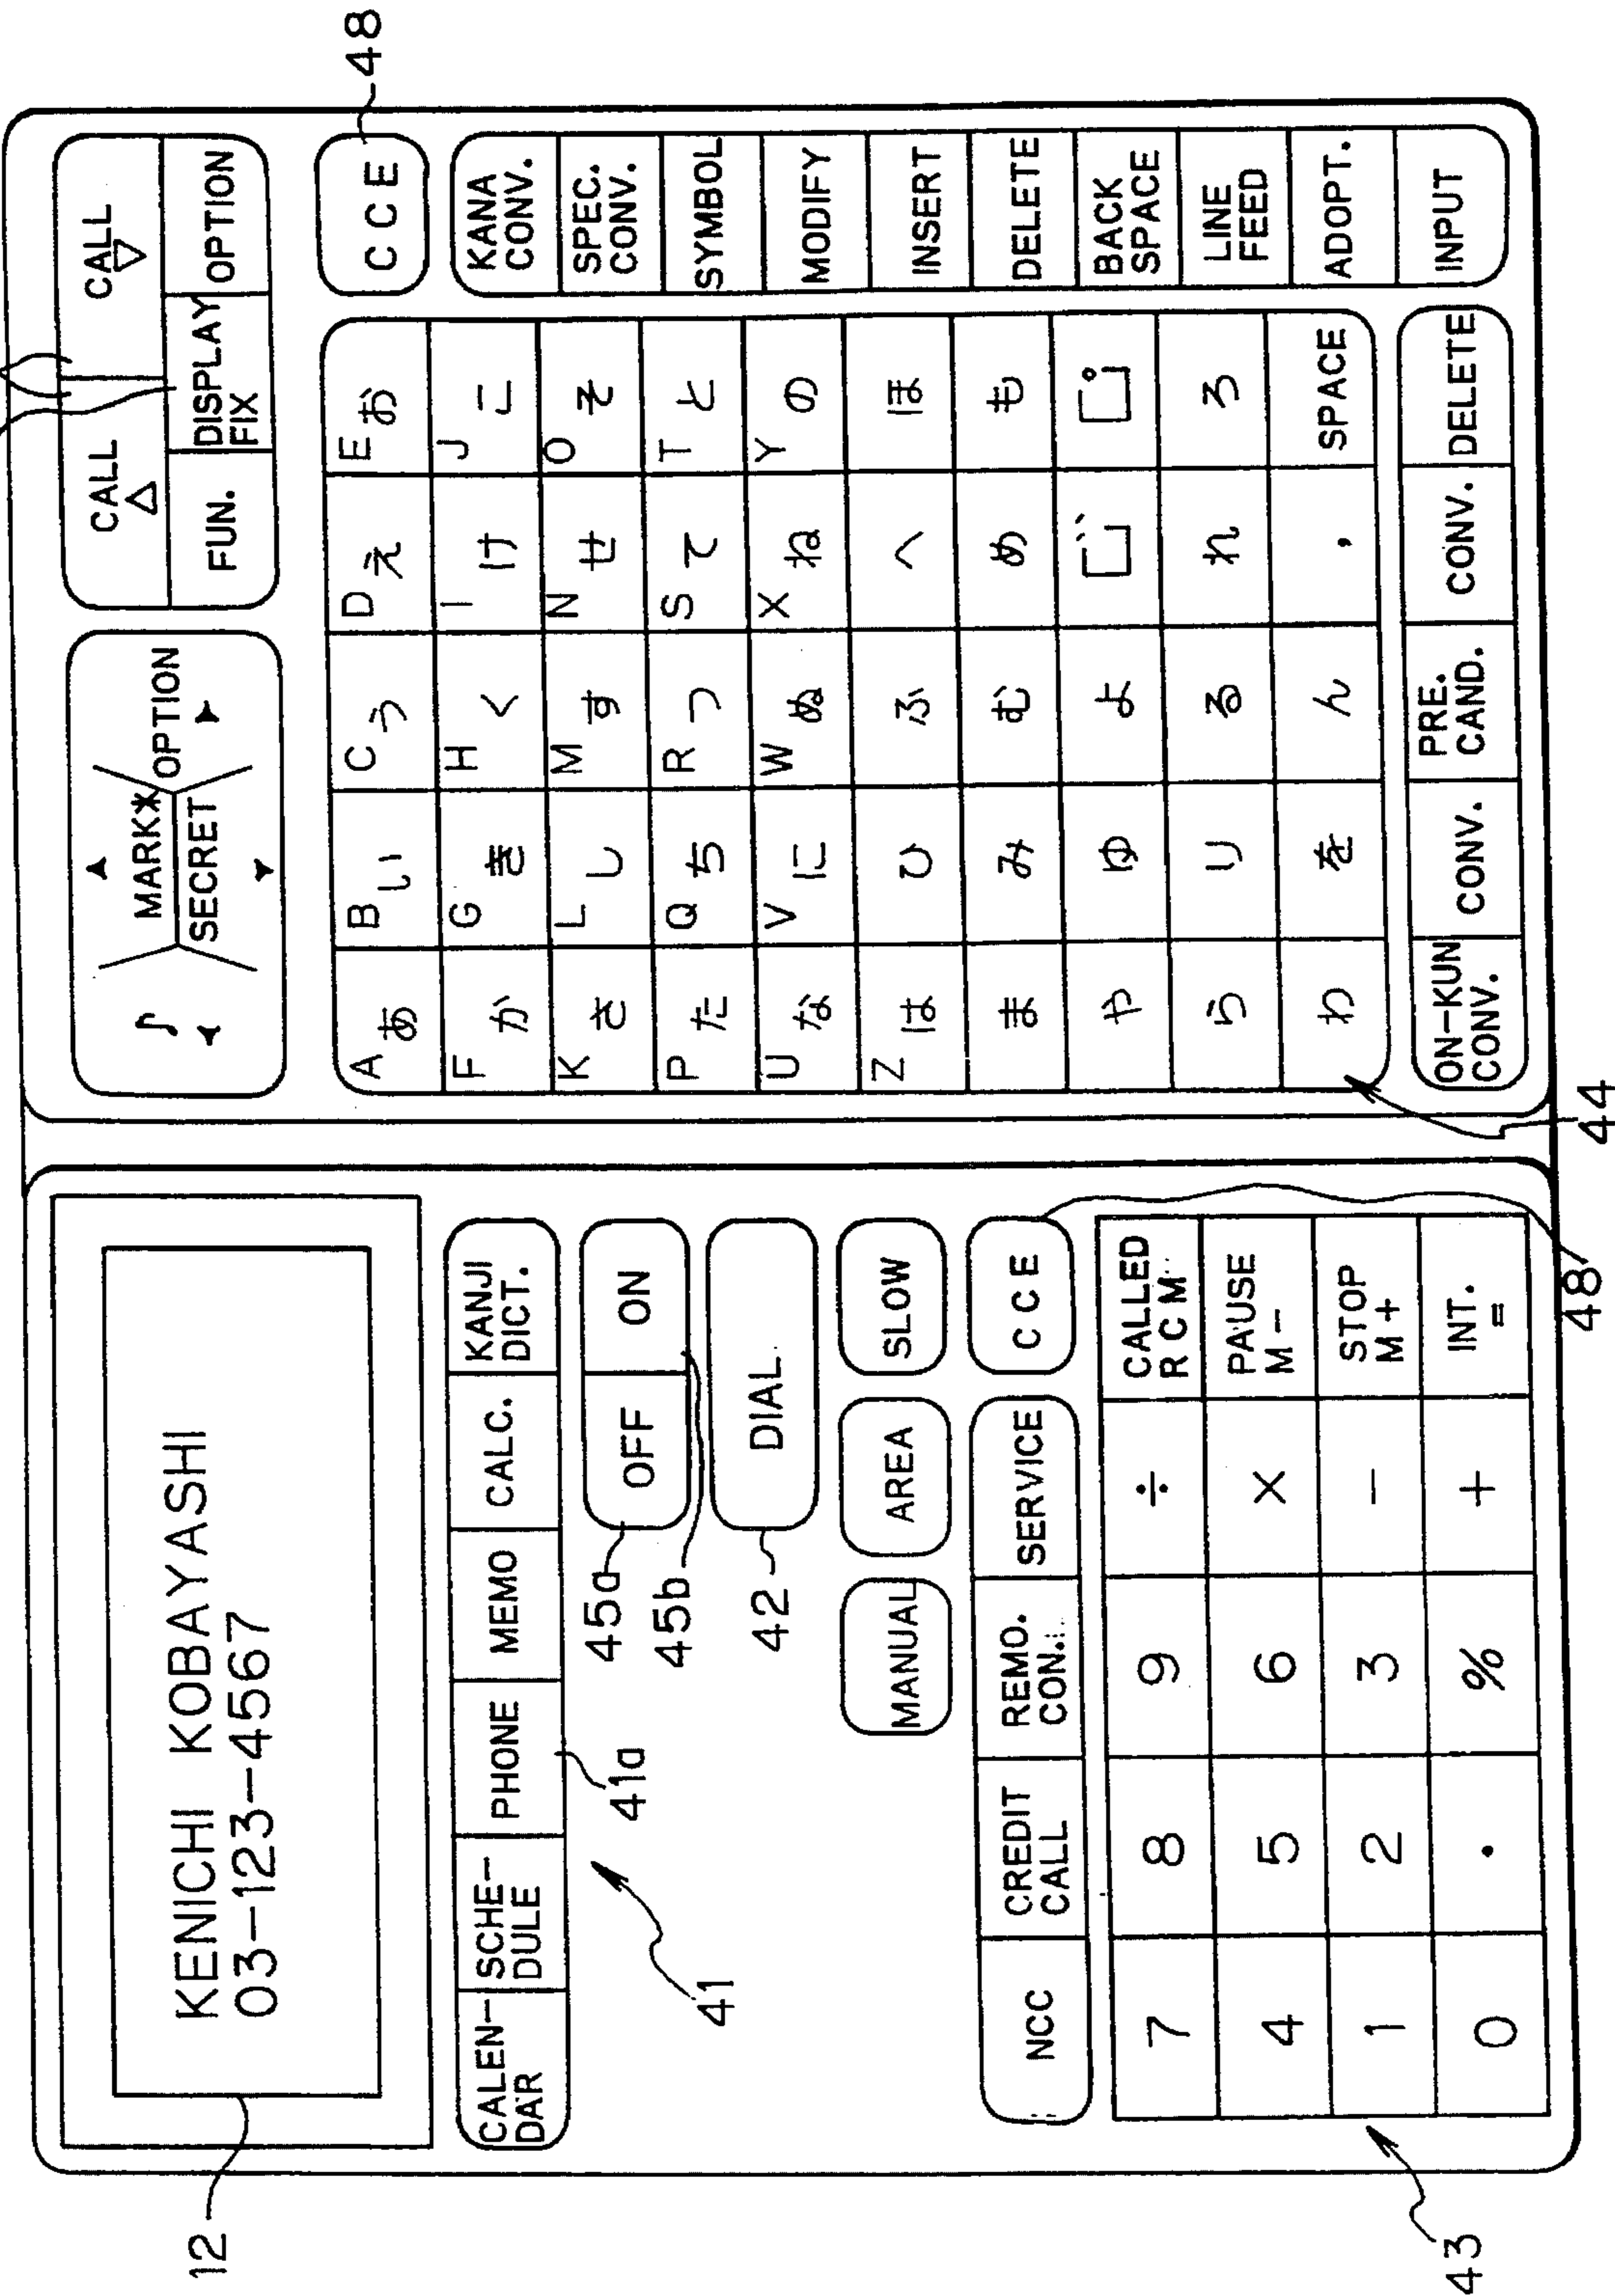 12
KENICHI KOBAYASHI
03-123-4567
CALEN-
DAR
SCHE-
DULE
PHONE
MEMO
CALC.
KANJI
DICT.
41
41a
45a
45b
OFF
ON
42
DIAL
MANUAL
AREA
SLOW
NCC
CREDIT
CALL
REMO.
CON.
SERVICE
C CE
7
8
9
÷
CALLED
R C M
4
5
6
×
PAUSE
M -
1
2
3
-
STOP
M +
0
.
%
+
INT.
=
43
48'
♪
MARK*
SECRET
OPTION
CALL
△
CALL
▽
FUN.
DISPLAY
FIX
OPTION
C CE
48
A あ
B い
C う
D え
E お
F か
G き
H く
I け
J こ
K さ
L し
M す
N せ
O そ
P た
Q ち
R つ
S て
T と
U な
V に
W ぬ
X ね
Y の
Z は
ひ
ふ
へ
ほ
ま
み
む
め
も
や
ゆ
よ
゛
゜
ら
り
る
れ
ろ
わ
を
ん
,
SPACE
KANA
CONV.
SPEC.
CONV.
SYMBOL
MODIFY
INSERT
DELETE
BACK
SPACE
LINE
FEED
ADOPT.
INPUT
ON-KUN
CONV.
CONV.
PRE.
CAND.
CONV.
DELETE
44